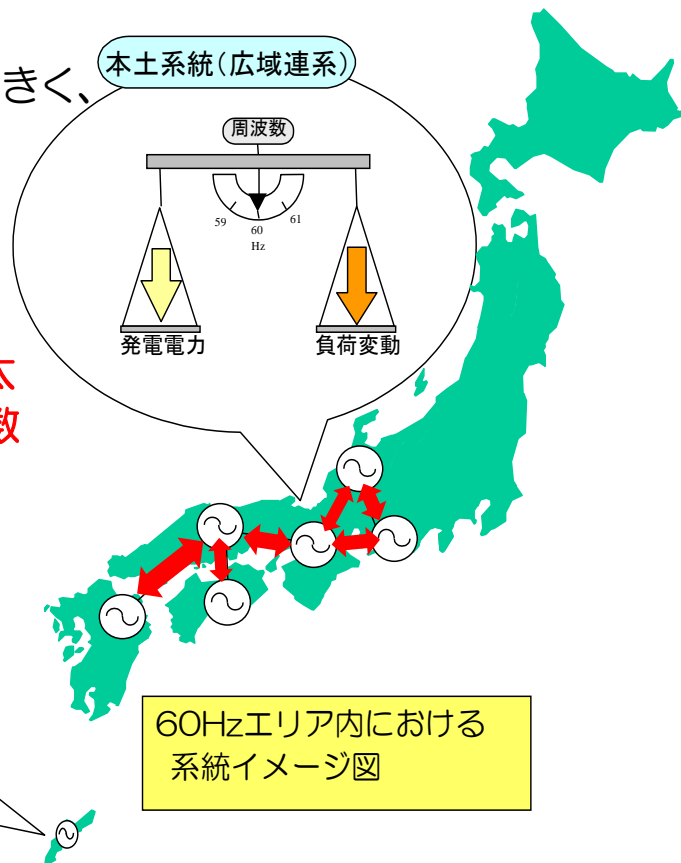 きく、
本土系統(広域連系)
周波数
59
60
61
Hz
発電電力
負荷変動
太
数
60Hzエリア内における
系統イメージ図